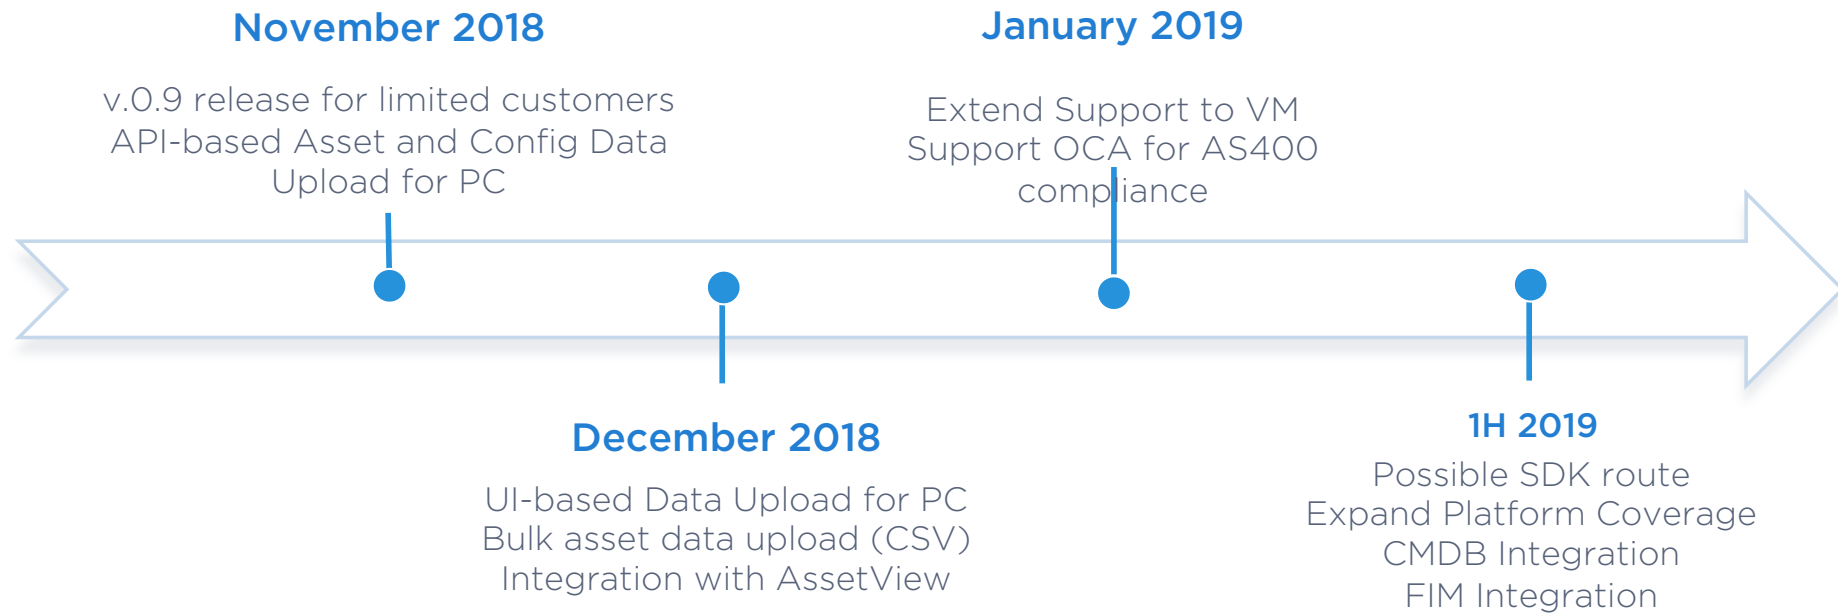 November 2018
v.0.9 release for limited customers
API-based Asset and Config Data
Upload for PC
December 2018
UI-based Data Upload for PC
Bulk asset data upload (CSV)
Integration with AssetView
January 2019
Extend Support to VM
Support OCA for AS400
compliance
1H 2019
Possible SDK route
Expand Platform Coverage
CMDB Integration
FIM Integration